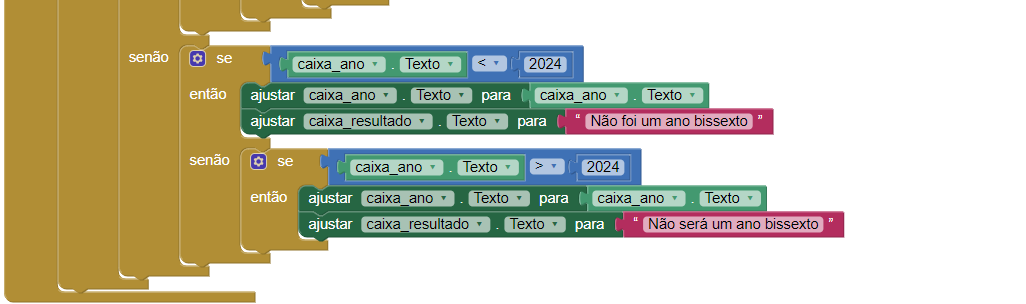 senão se caixa_ano . Texto < 2024
então ajustar caixa_ano . Texto para caixa_ano . Texto
ajustar caixa_resultado . Texto para “ Não foi um ano bissexto ”
senão se caixa_ano . Texto > 2024
então ajustar caixa_ano . Texto para caixa_ano . Texto
ajustar caixa_resultado . Texto para “ Não será um ano bissexto ”